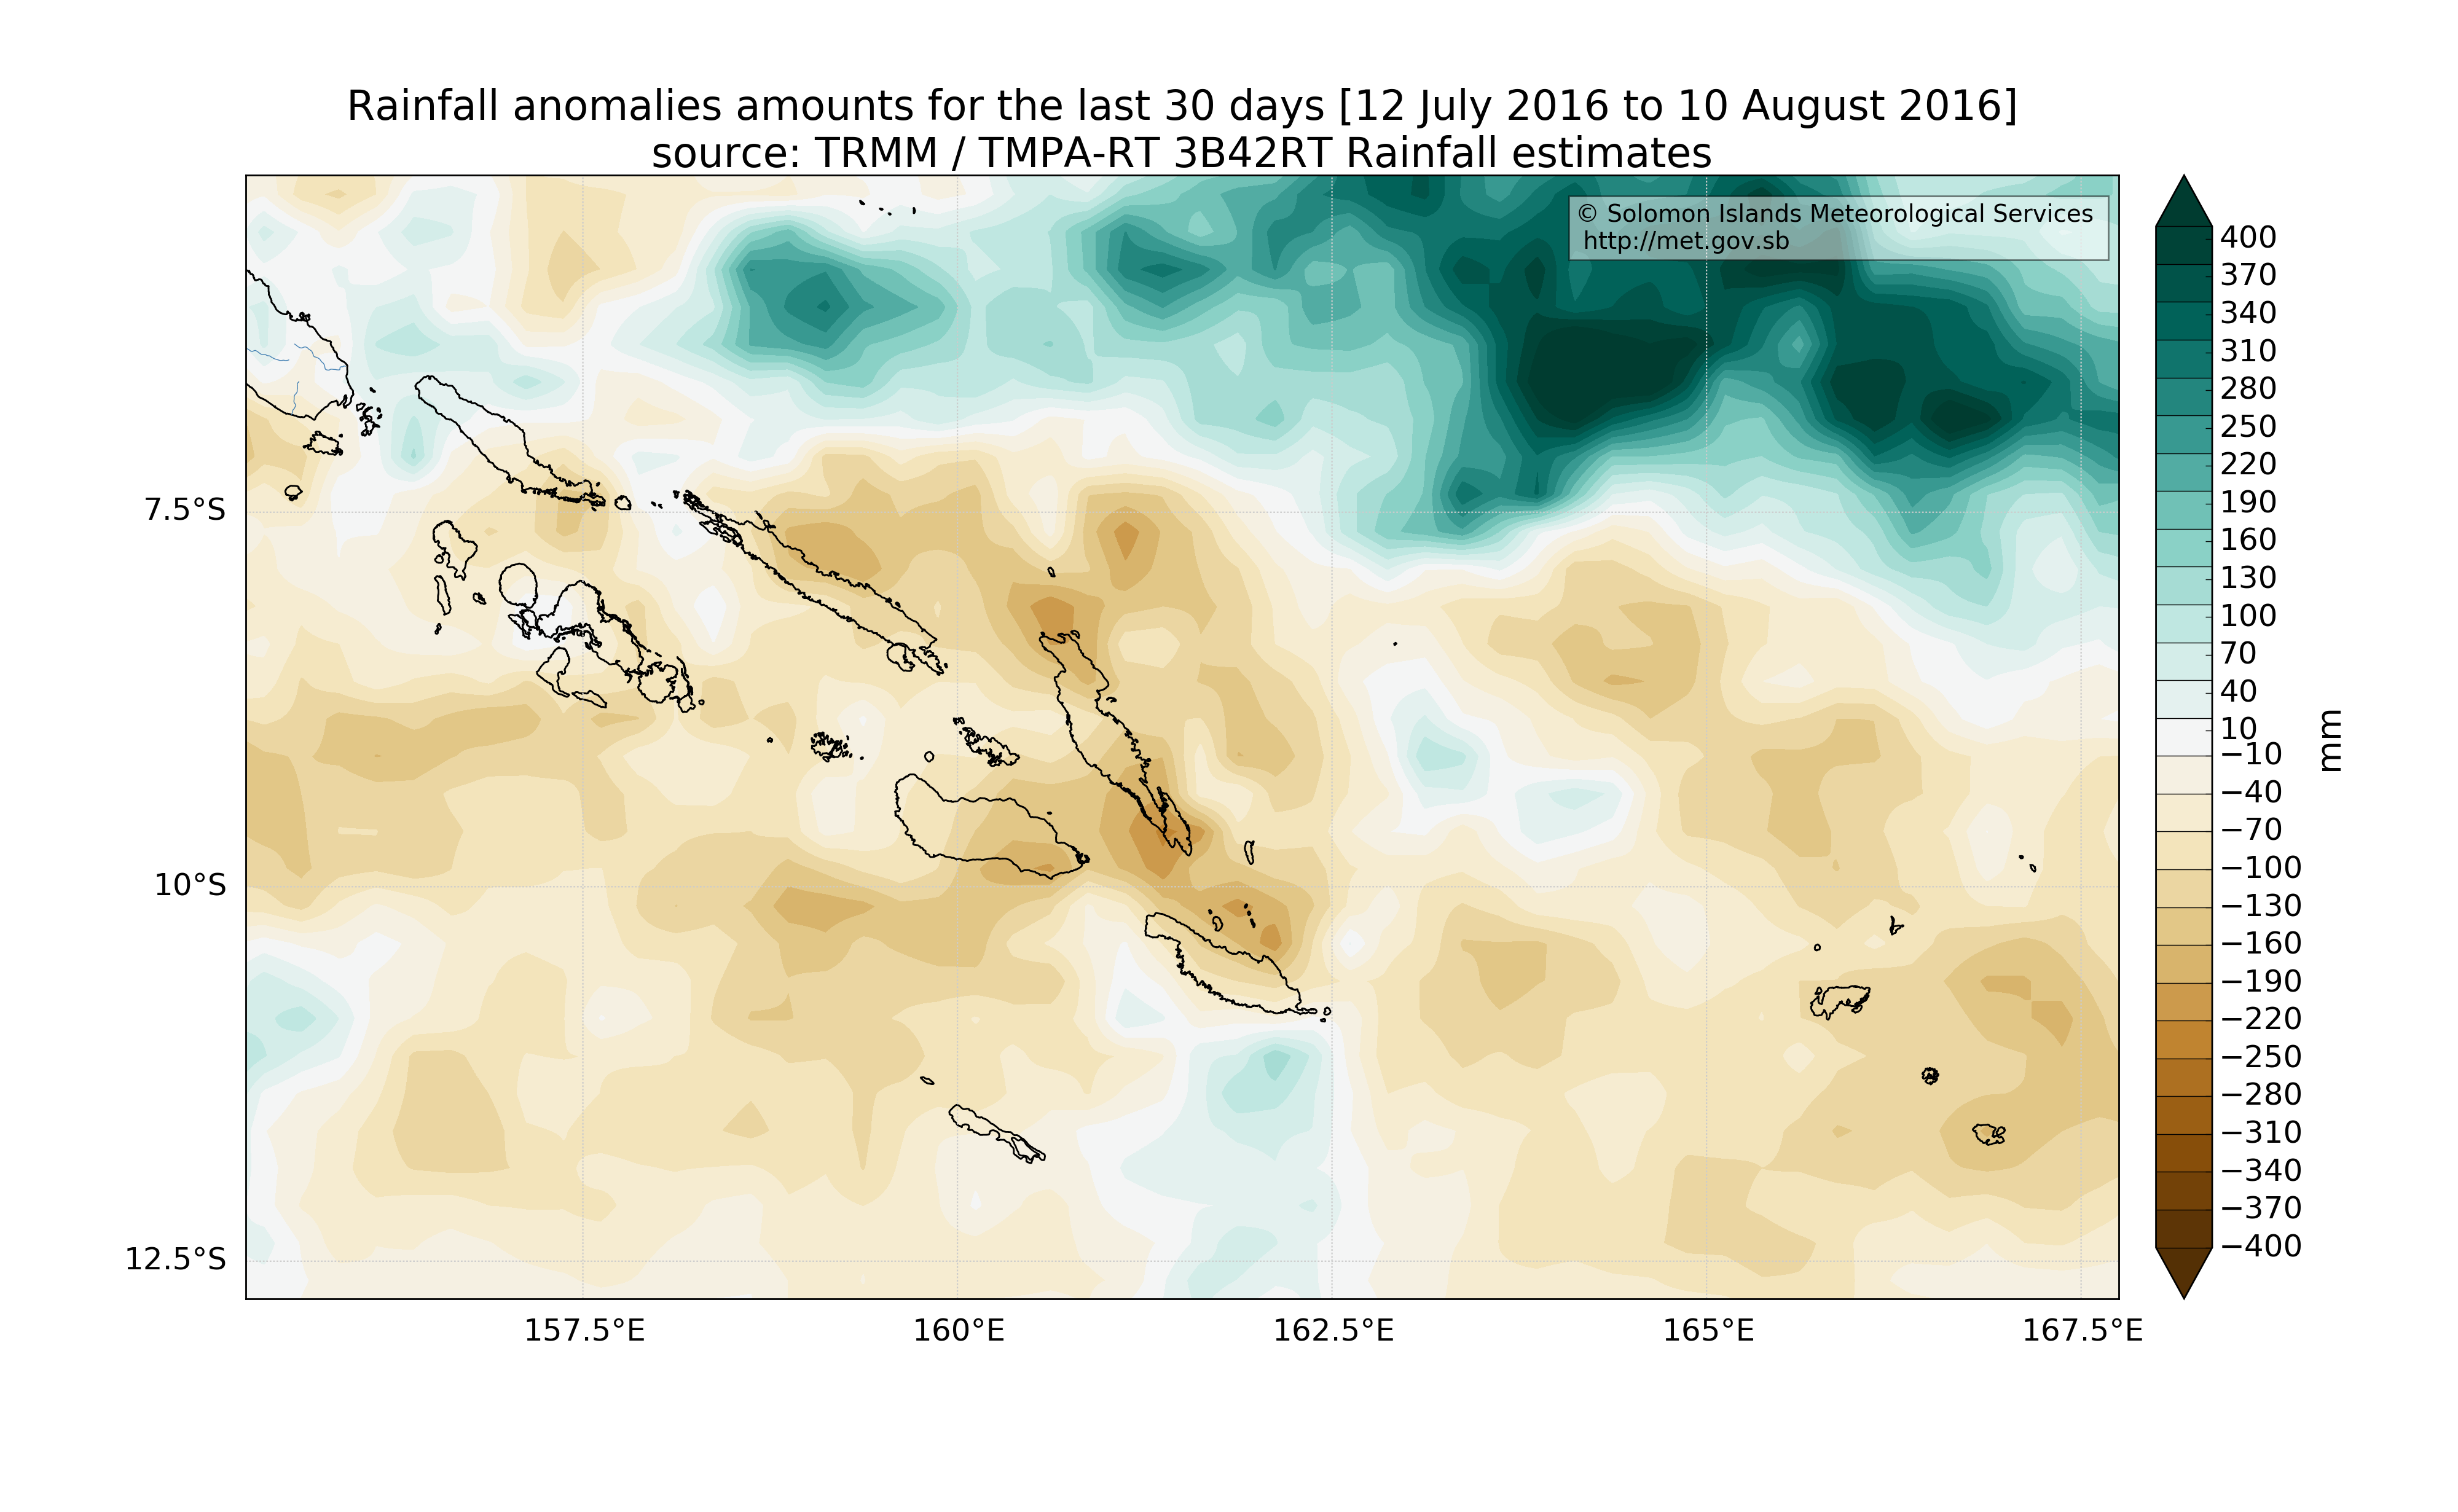 Rainfall anomalies amounts for the last 30 days [12 July 2016 to 10 August 2016]
source: TRMM / TMPA-RT 3B42RT Rainfall estimates
© Solomon Islands Meteorological Services
http://met.gov.sb
7.5°S
10°S
12.5°S
157.5°E
160°E
162.5°E
165°E
167.5°E
400
370
340
310
280
250
220
190
160
130
100
70
40
10
−10
−40
−70
−100
−130
−160
−190
−220
−250
−280
−310
−340
−370
−400
mm